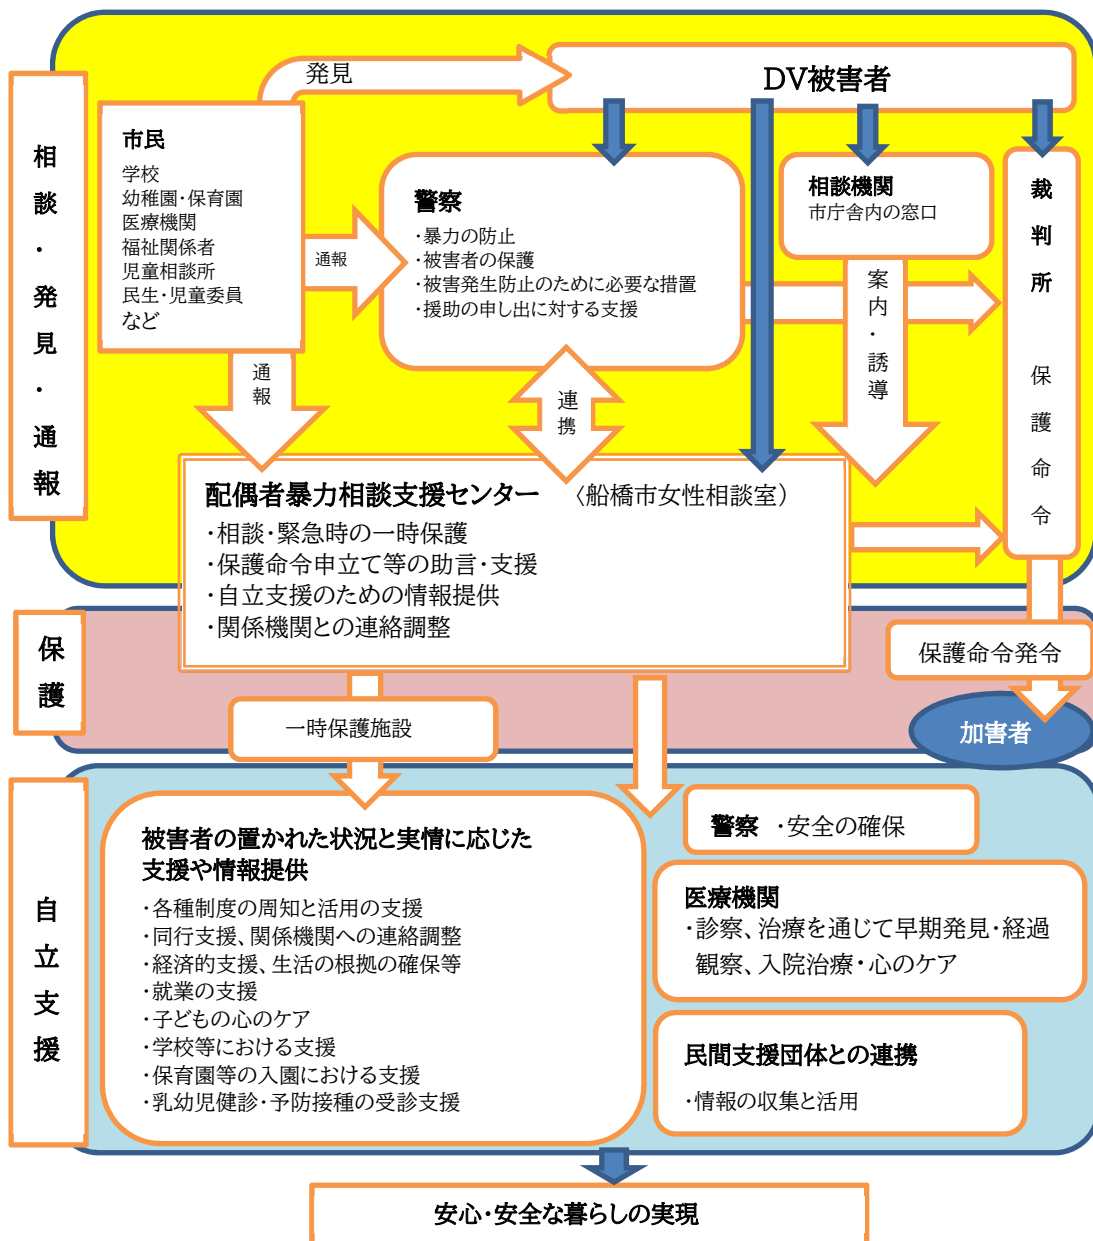 相談・発見・通報
発見
DV被害者
市民
学校
幼稚園・保育園
医療機関
福祉関係者
児童相談所
民生・児童委員
など
通報
警察
・暴力の防止
・被害者の保護
・被害発生防止のために必要な措置
・援助の申し出に対する支援
相談機関
市庁舎内の窓口
裁判所　保護命令
案内・誘導
通報
連携
配偶者暴力相談支援センター　〈船橋市女性相談室〉
・相談・緊急時の一時保護
・保護命令申立て等の助言・支援
・自立支援のための情報提供
・関係機関との連絡調整
保護
保護命令発令
一時保護施設
加害者
自立支援
被害者の置かれた状況と実情に応じた
支援や情報提供
・各種制度の周知と活用の支援
・同行支援、関係機関への連絡調整
・経済的支援、生活の根拠の確保等
・就業の支援
・子どもの心のケア
・学校等における支援
・保育園等の入園における支援
・乳幼児健診・予防接種の受診支援
警察　・安全の確保
医療機関
・診察、治療を通じて早期発見・経過
観察、入院治療・心のケア
民間支援団体との連携
・情報の収集と活用
安心・安全な暮らしの実現